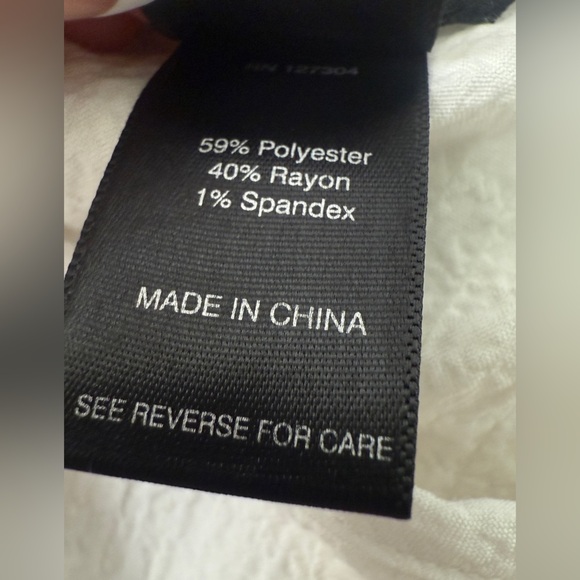 RN 127304
59% Polyester
40% Rayon
1% Spandex
MADE IN CHINA
SEE REVERSE FOR CARE